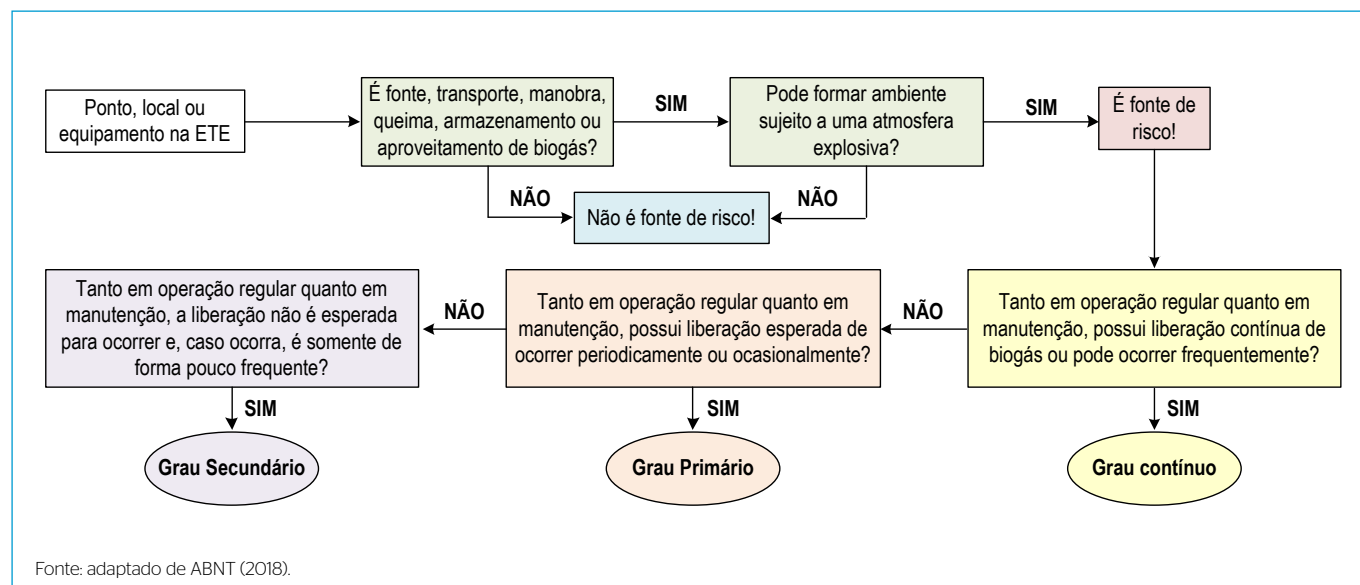 Ponto, local ou
equipamento na ETE
É fonte, transporte, manobra,
queima, armazenamento ou
aproveitamento de biogás?
SIM
Pode formar ambiente
sujeito a uma atmosfera
explosiva?
SIM
É fonte de
risco!
NÃO
Não é fonte de risco!
NÃO
Tanto em operação regular quanto em
manutenção, a liberação não é esperada
para ocorrer e, caso ocorra, é somente de
forma pouco frequente?
NÃO
Tanto em operação regular quanto em
manutenção, possui liberação esperada de
ocorrer periodicamente ou ocasionalmente?
NÃO
Tanto em operação regular quanto em
manutenção, possui liberação contínua de
biogás ou pode ocorrer frequentemente?
SIM
SIM
SIM
Grau Secundário
Grau Primário
Grau contínuo
Fonte: adaptado de ABNT (2018).